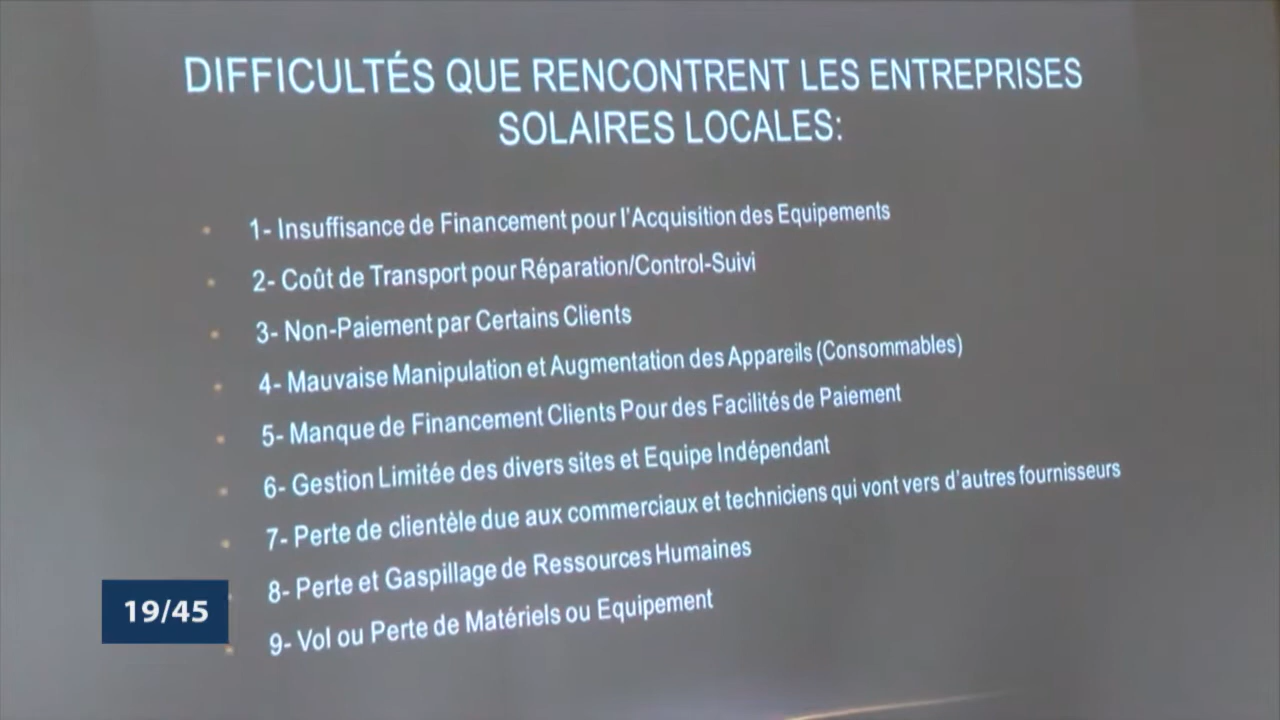 DIFFICULTÉS QUE RENCONTRENT LES ENTREPRISES
SOLAIRES LOCALES:
• 1- Insuffisance de Financement pour l'Acquisition des Equipements
• 2- Coût de Transport pour Réparation/Control-Suivi
• 3- Non-Paiement par Certains Clients
• 4- Mauvaise Manipulation et Augmentation des Appareils (Consommables)
• 5- Manque de Financement Clients Pour des Facilités de Paiement
• 6- Gestion Limitée des divers sites et Equipe Indépendant
• 7- Perte de clientèle due aux commerciaux et techniciens qui vont vers d'autres fournisseurs
• 8- Perte et Gaspillage de Ressources Humaines
• 9- Vol ou Perte de Matériels ou Equipement
19/45